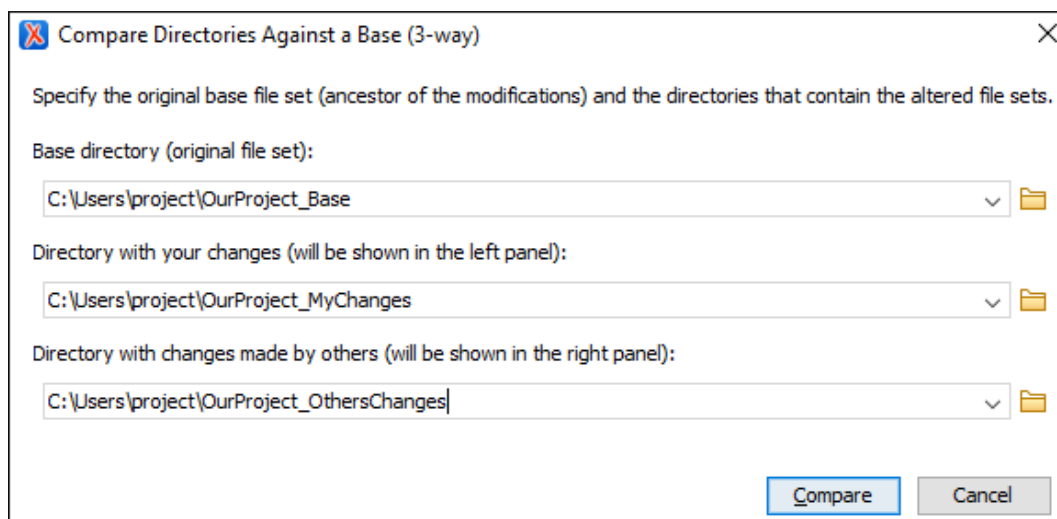 Compare Directories Against a Base (3-way)
Specify the original base file set (ancestor of the modifications) and the directories that contain the altered file sets.
Base directory (original file set):
C:\Users\project\OurProject_Base
Directory with your changes (will be shown in the left panel):
C:\Users\project\OurProject_MyChanges
Directory with changes made by others (will be shown in the right panel):
C:\Users\project\OurProject_OthersChanges
Compare Cancel